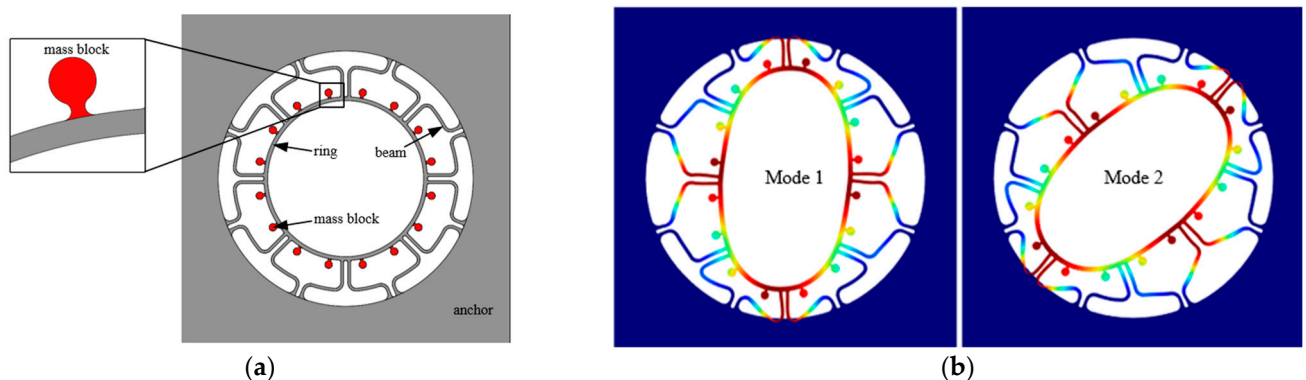 mass block
ring
beam
mass block
anchor
Mode 1
Mode 2
(a)
(b)